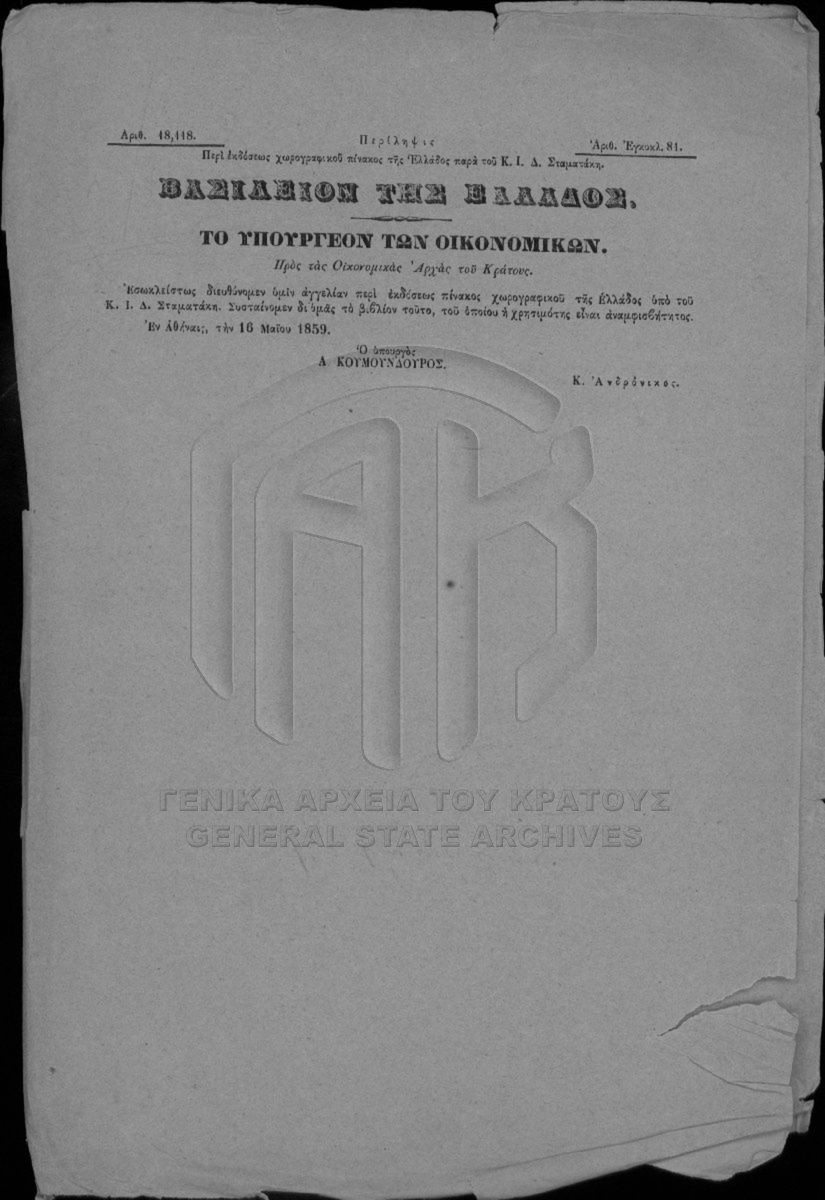 Ἀριθ. 18,118.
Περίληψις
Ἀριθ. Ἐγκυκλ. 81.
Περὶ ἐκδόσεως χωρογραφικοῦ πίνακος τῆς Ἑλλάδος παρὰ τοῦ Κ. Ι. Δ. Σταματάκη.
ΒΑΣΙΛΕΙΟΝ ΤΗΣ ΕΛΛΑΔΟΣ.
ΤΟ ΥΠΟΥΡΓΕΟΝ ΤΩΝ ΟΙΚΟΝΟΜΙΚΩΝ.
Πρὸς τὰς Οἰκονομικὰς Ἀρχὰς τοῦ Κράτους.
Ἐσωκλείστως διευθύνομεν ὑμῖν ἀγγελίαν περὶ ἐκδόσεως πίνακος χωρογραφικοῦ τῆς Ἑλλάδος ὑπὸ τοῦ
Κ. Ι. Δ. Σταματάκη. Συσταίνομεν δι ὑμᾶς τὸ βιβλίον τοῦτο, τοῦ ὁποίου ἡ χρησιμότης εἶναι ἀναμφισβήτητος.
Ἐν Ἀθήναις, τὴν 16 Μαΐου 1859.
Ὁ ὑπουργὸς
Α ΚΟΥΜΟΥΝΔΟΥΡΟΣ.
Κ. Ἀνδρόνικος.
ΓΑΚ
ΓΕΝΙΚΑ ΑΡΧΕΙΑ ΤΟΥ ΚΡΑΤΟΥΣ
GENERAL STATE ARCHIVES